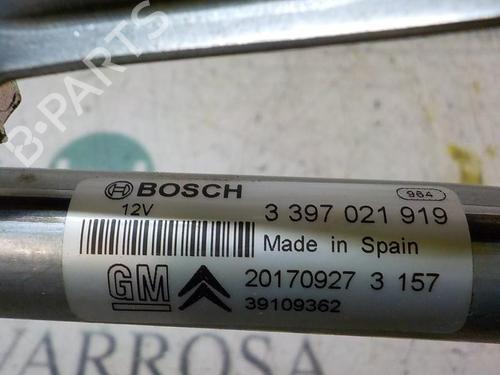 B-PARTS
BOSCH
964
12V
3 397 021 919
Made in Spain
GM
20170927 3 157
39109362
VARROSA